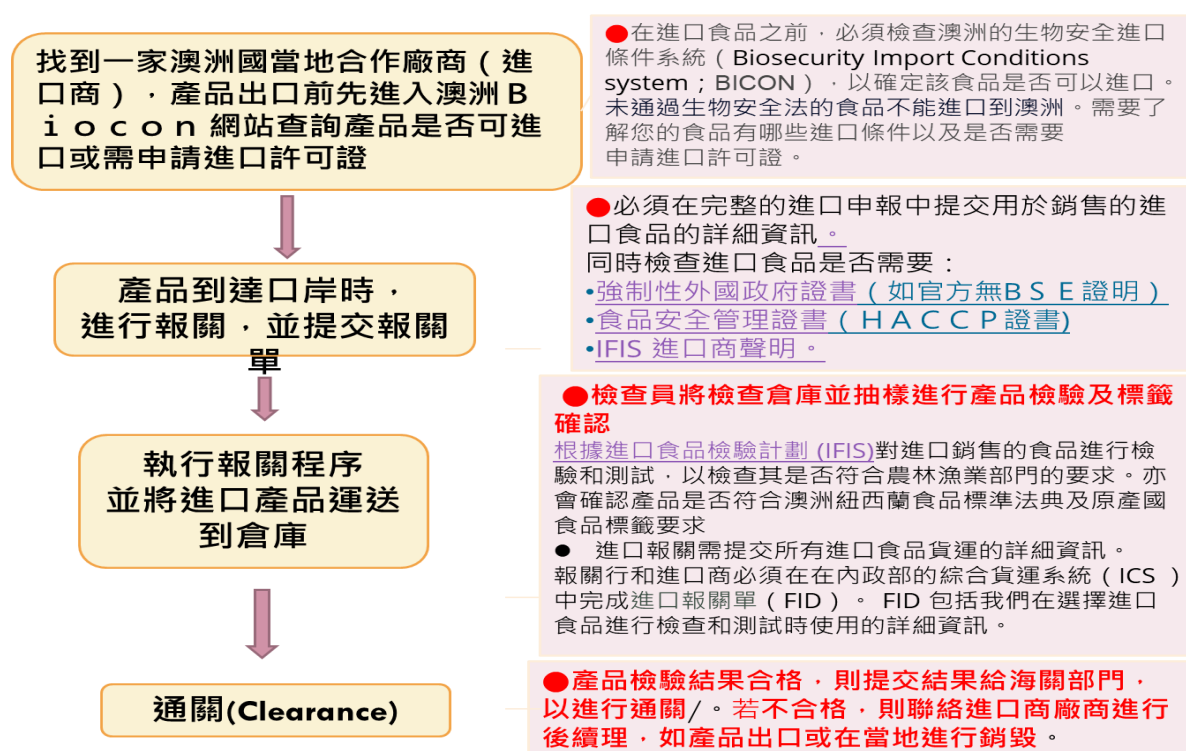 找到一家澳洲國當地合作廠商（進
口商），產品出口前先進入澳洲Ｂ
ｉｏｃｏｎ網站查詢產品是否可進
口或需申請進口許可證
●在進口食品之前，必須檢查澳洲的生物安全進口
條件系統（Biosecurity Import Conditions
system；BICON），以確定該食品是否可以進口。
未通過生物安全法的食品不能進口到澳洲。需要了
解您的食品有哪些進口條件以及是否需要
申請進口許可證。
產品到達口岸時，
進行報關，並提交報關
單
●必須在完整的進口申報中提交用於銷售的進
口食品的詳細資訊。
同時檢查進口食品是否需要：
•強制性外國政府證書（如官方無ＢＳＥ證明）
•食品安全管理證書（ＨＡＣＣＰ證書)
•IFIS 進口商聲明。
執行報關程序
並將進口產品運送
到倉庫
●檢查員將檢查倉庫並抽樣進行產品檢驗及標籤
確認
根據進口食品檢驗計劃 (IFIS)對進口銷售的食品進行檢
驗和測試，以檢查其是否符合農林漁業部門的要求。亦
會確認產品是否符合澳洲紐西蘭食品標準法典及原產國
食品標籤要求
● 進口報關需提交所有進口食品貨運的詳細資訊。
報關行和進口商必須在在內政部的綜合貨運系統（ICS ）
中完成進口報關單（FID）。 FID 包括我們在選擇進口
食品進行檢查和測試時使用的詳細資訊。
通關(Clearance)
●產品檢驗結果合格，則提交結果給海關部門，
以進行通關/。若不合格，則聯絡進口商廠商進行
後續理，如產品出口或在當地進行銷毀。